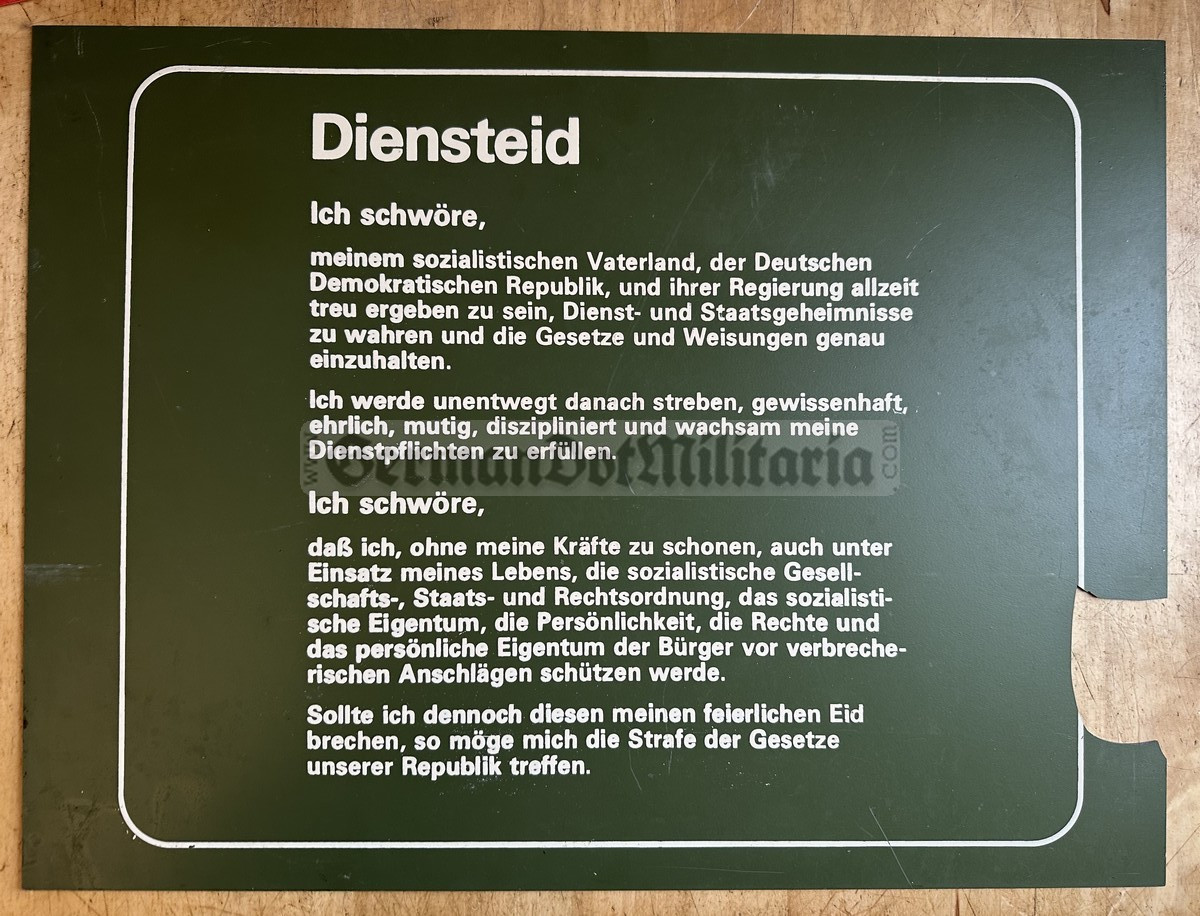 Diensteid
Ich schwöre,
meinem sozialistischen Vaterland, der Deutschen
Demokratischen Republik, und ihrer Regierung allzeit
treu ergeben zu sein, Dienst- und Staatsgeheimnisse
zu wahren und die Gesetze und Weisungen genau
einzuhalten.
Ich werde unentwegt danach streben, gewissenhaft,
ehrlich, mutig, diszipliniert und wachsam meine
Dienstpflichten zu erfüllen.
www.GermanDotMilitaria.com
Ich schwöre,
daß ich, ohne meine Kräfte zu schonen, auch unter
Einsatz meines Lebens, die sozialistische Gesell-
schafts-, Staats- und Rechtsordnung, das sozialisti-
sche Eigentum, die Persönlichkeit, die Rechte und
das persönliche Eigentum der Bürger vor verbreche-
rischen Anschlägen schützen werde.
Sollte ich dennoch diesen meinen feierlichen Eid
brechen, so möge mich die Strafe der Gesetze
unserer Republik treffen.